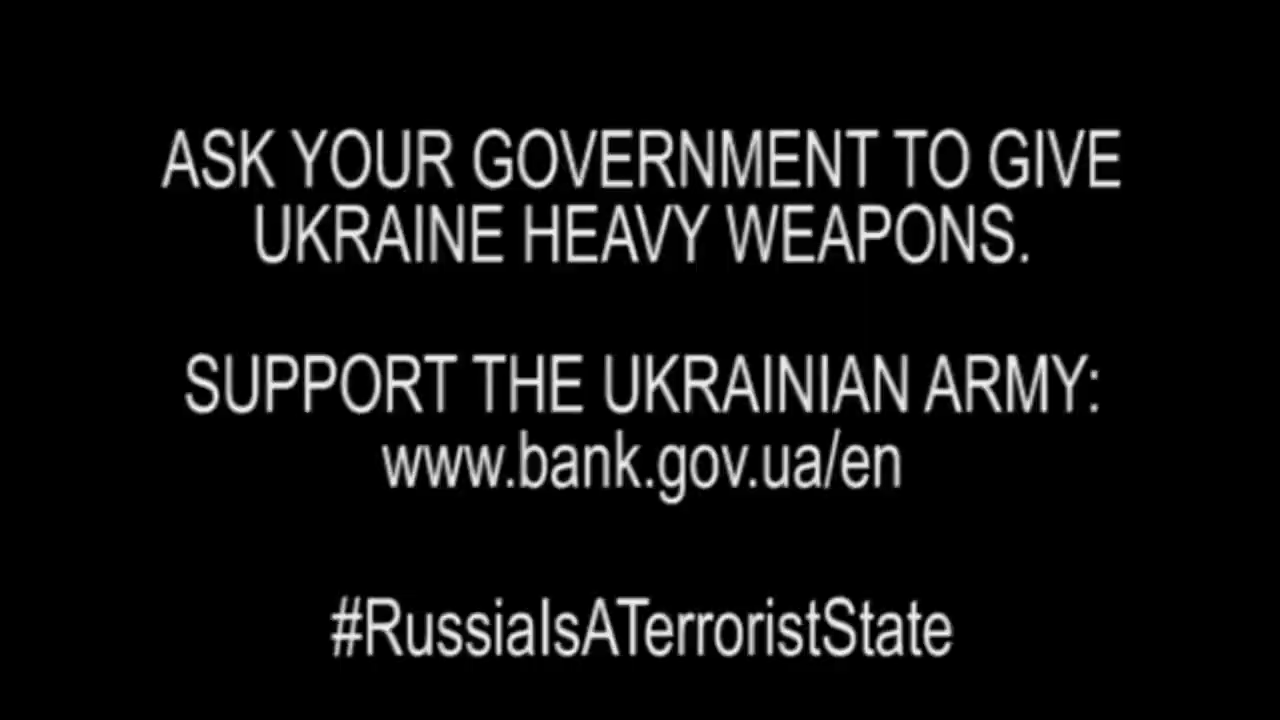 ASK YOUR GOVERNMENT TO GIVE
UKRAINE HEAVY WEAPONS.
SUPPORT THE UKRAINIAN ARMY:
www.bank.gov.ua/en
#RussiaIsATerroristState